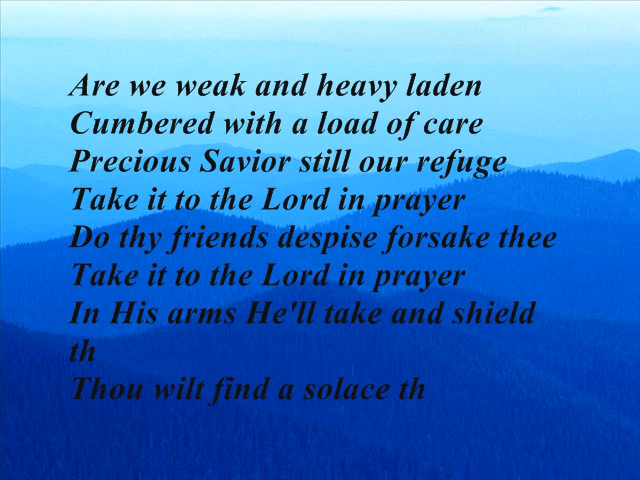 Are we weak and heavy laden
Cumbered with a load of care
Precious Savior still our refuge
Take it to the Lord in prayer
Do thy friends despise forsake thee
Take it to the Lord in prayer
In His arms He'll take and shield
th
Thou wilt find a solace th